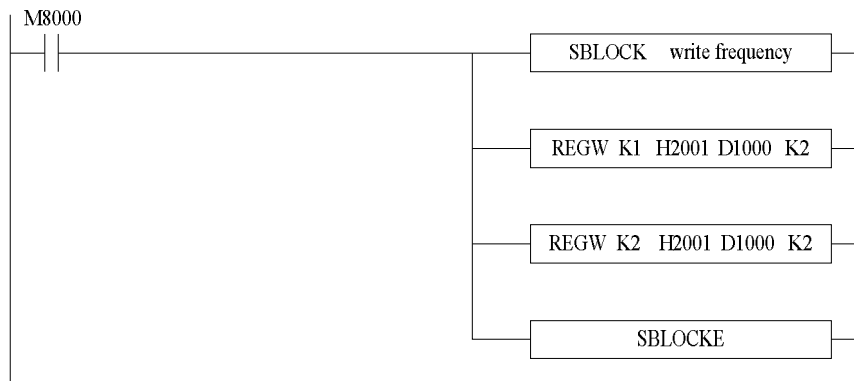 M8000
SBLOCK write frequency
REGW K1 H2001 D1000 K2
REGW K2 H2001 D1000 K2
SBLOCKE